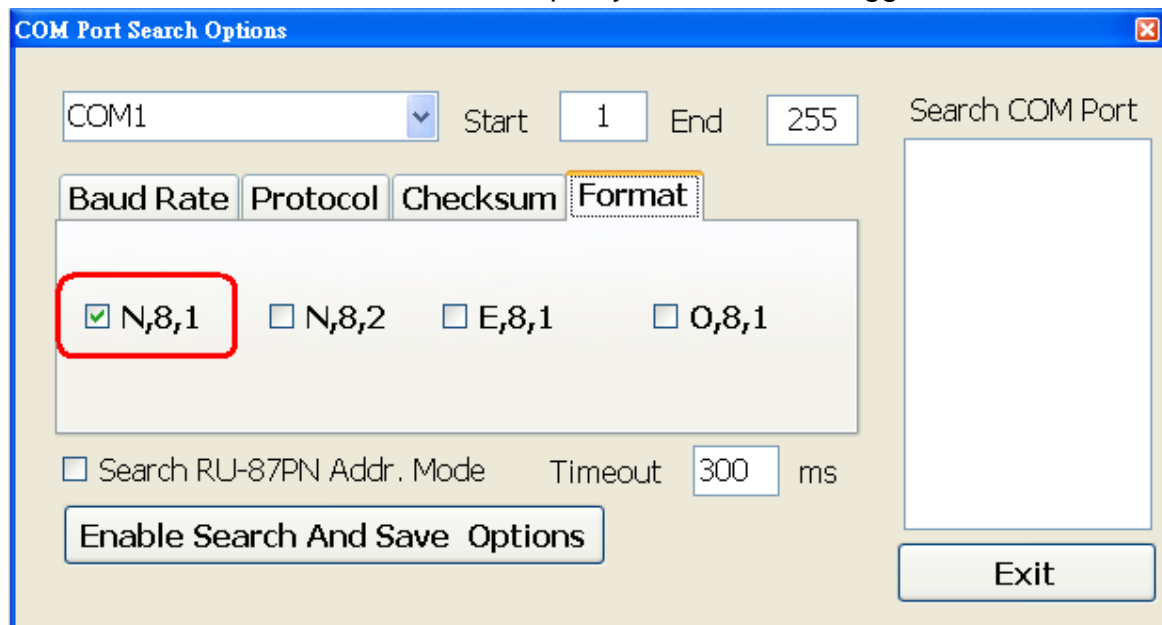 COM Port Search Options
COM1 Start 1 End 255 Search COM Port
Baud Rate Protocol Checksum Format
N,8,1 N,8,2 E,8,1 O,8,1
Search RU-87PN Addr. Mode Timeout 300 ms
Enable Search And Save Options
Exit